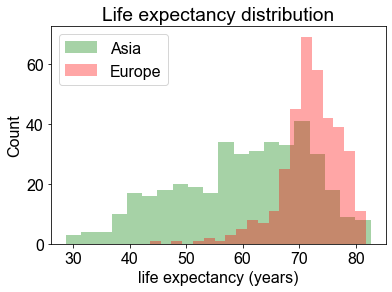 Life expectancy distribution
Asia
Europe
Count
60
40
20
0
30 40 50 60 70 80
life expectancy (years)